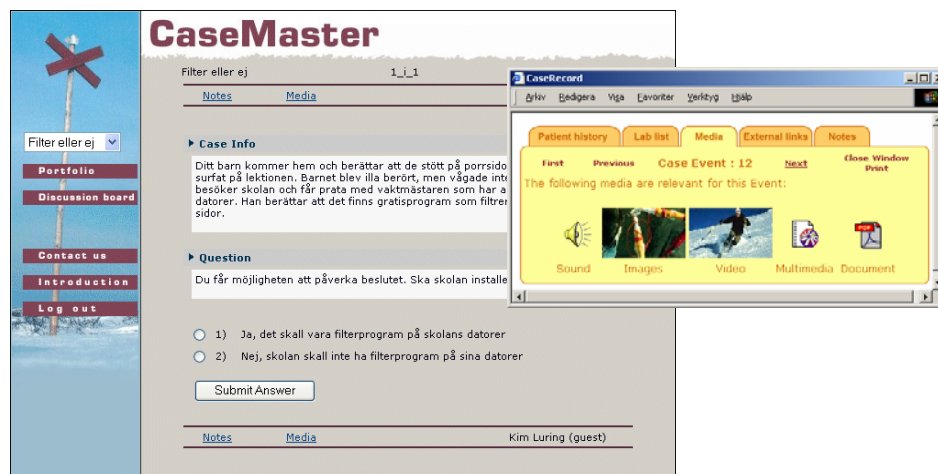 CaseMaster
Filter eller ej 1_i_1
Notes Media
Filter eller ej
Portfolio
Discussion board
Contact us
Introduction
Log out
Case Info
Ditt barn kommer hem och berättar att de stött på porrsido
surfat på lektionen. Barnet blev illa berört, men vågade inte
besöker skolan och får prata med vaktmästaren som har a
datorer. Han berättar att det finns gratisprogram som filtrer
sidor.
Question
Du får möjligheten att påverka beslutet. Ska skolan installe
1) Ja, det skall vara filterprogram på skolans datorer
2) Nej, skolan skall inte ha filterprogram på sina datorer
Submit Answer
Notes Media Kim Luring (guest)
CaseRecord
Arkiv Redigera Visa Favoriter Verktyg Hjälp
Patient history Lab list Media External links Notes
First Previous Case Event : 12 Next Close Window
Print
The following media are relevant for this Event:
PDF
Sound Images Video Multimedia Document